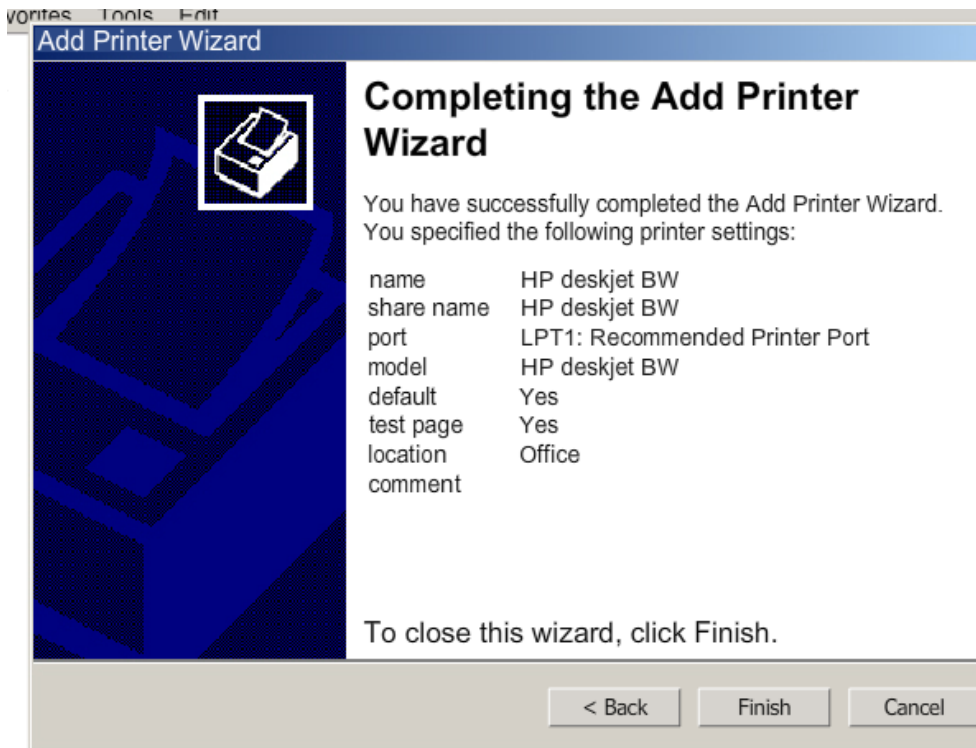 Tools Edit
Add Printer Wizard
Completing the Add Printer
Wizard
You have successfully completed the Add Printer Wizard.
You specified the following printer settings:
name HP deskjet BW
share name HP deskjet BW
port LPT1: Recommended Printer Port
model HP deskjet BW
default Yes
test page Yes
location Office
comment
To close this wizard, click Finish.
< Back Finish Cancel